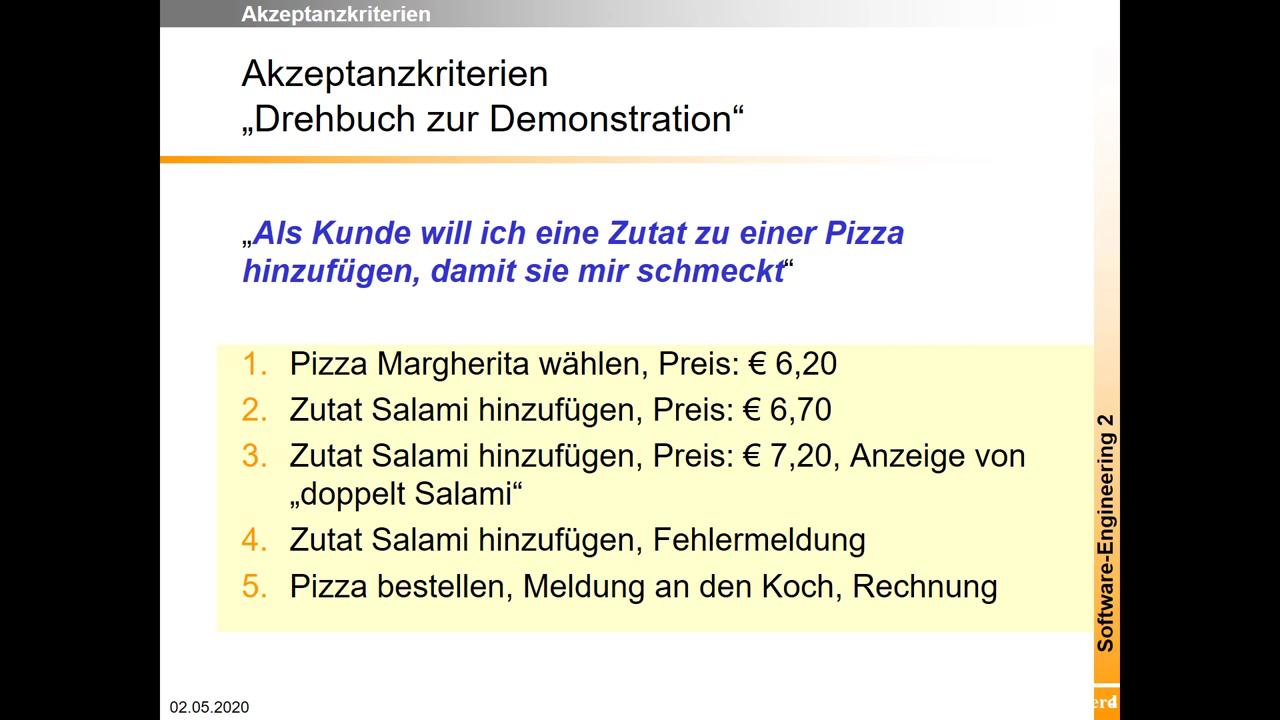 Akzeptanzkriterien
Akzeptanzkriterien
„Drehbuch zur Demonstration“
„Als Kunde will ich eine Zutat zu einer Pizza
hinzufügen, damit sie mir schmeckt“
1. Pizza Margherita wählen, Preis: € 6,20
2. Zutat Salami hinzufügen, Preis: € 6,70
3. Zutat Salami hinzufügen, Preis: € 7,20, Anzeige von
„doppelt Salami“
4. Zutat Salami hinzufügen, Fehlermeldung
5. Pizza bestellen, Meldung an den Koch, Rechnung
Software-Engineering 2
02.05.2020